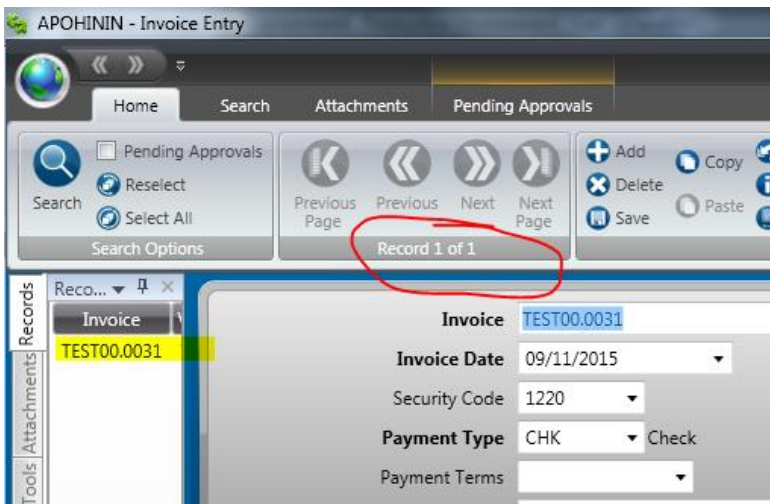 APOHININ - Invoice Entry
Home Search Attachments Pending Approvals
Search
Pending Approvals
Reselect
Select All
Search Options
Previous Page
Previous
Next
Next Page
Record 1 of 1
Add
Delete
Save
Copy
Paste
Records
Attachments
Tools
Reco...
Invoice
TEST00.0031
Invoice TEST00.0031
Invoice Date 09/11/2015
Security Code 1220
Payment Type CHK Check
Payment Terms